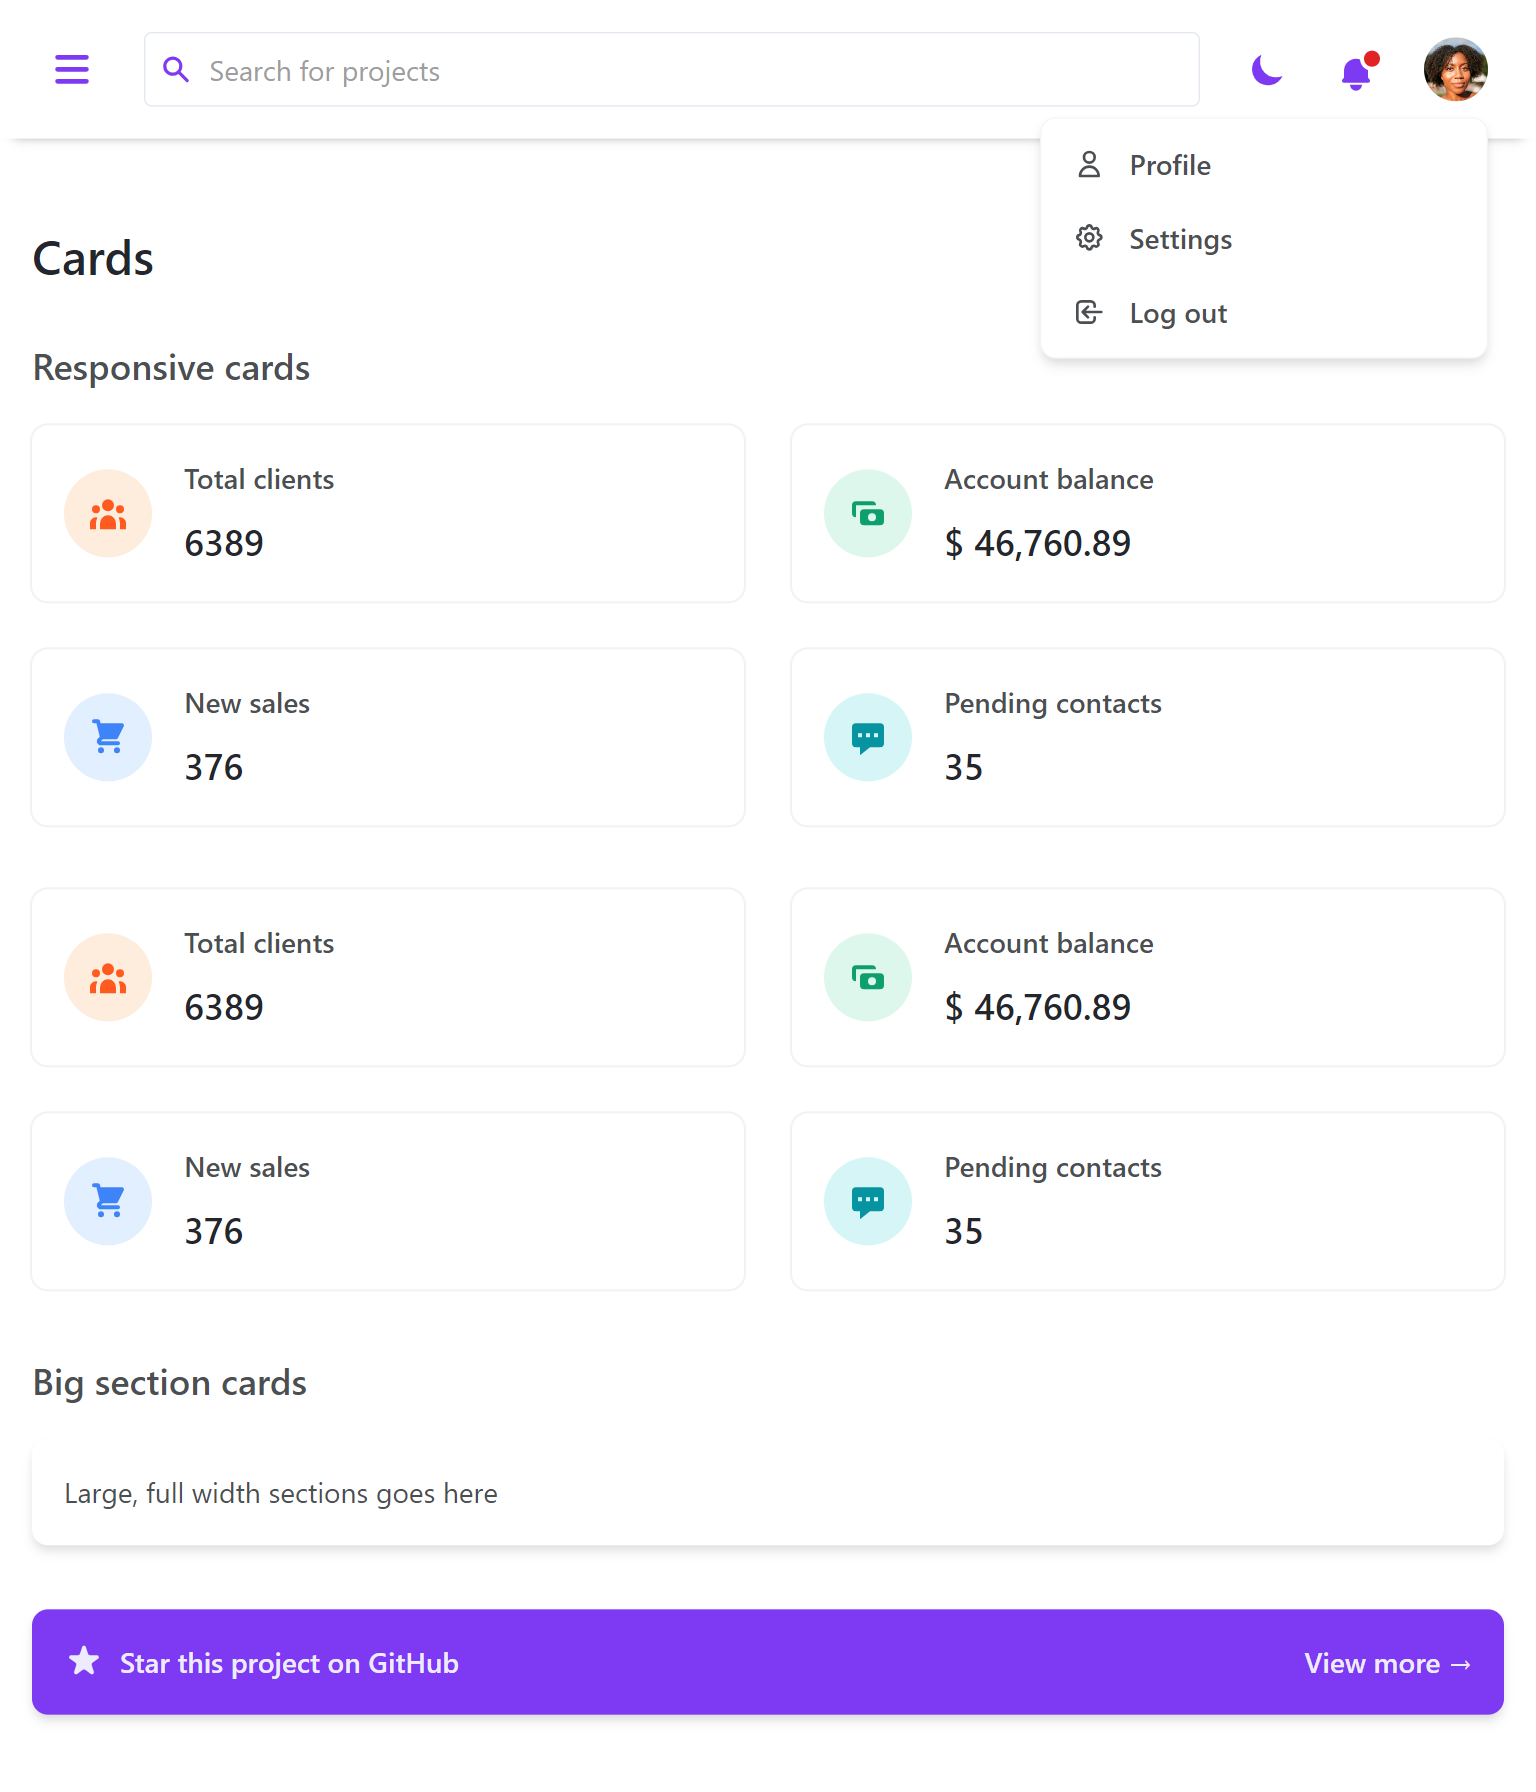 Search for projects
Profile
Settings
Log out
Cards
Responsive cards
Total clients
6389
Account balance
$ 46,760.89
New sales
376
Pending contacts
35
Total clients
6389
Account balance
$ 46,760.89
New sales
376
Pending contacts
35
Big section cards
Large, full width sections goes here
Star this project on GitHub
View more →